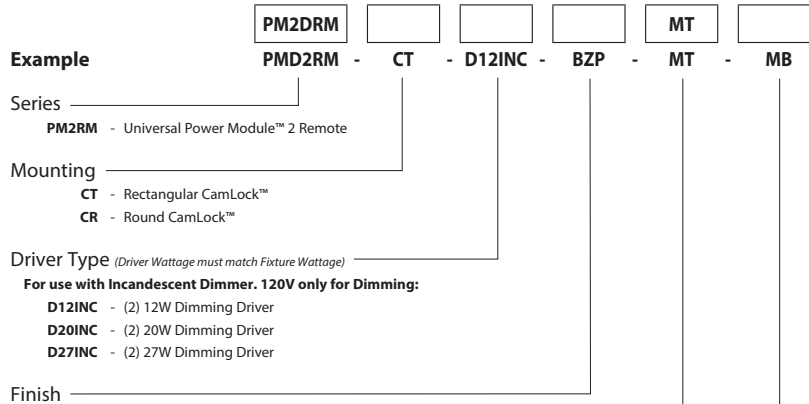 PM2DRM MT
Example PMD2RM - CT - D12INC - BZP - MT - MB
Series
PM2RM - Universal Power Module™ 2 Remote
Mounting
CT - Rectangular CamLock™
CR - Round CamLock™
Driver Type (Driver Wattage must match Fixture Wattage)
For use with Incandescent Dimmer. 120V only for Dimming:
D12INC - (2) 12W Dimming Driver
D20INC - (2) 20W Dimming Driver
D27INC - (2) 27W Dimming Driver
Finish